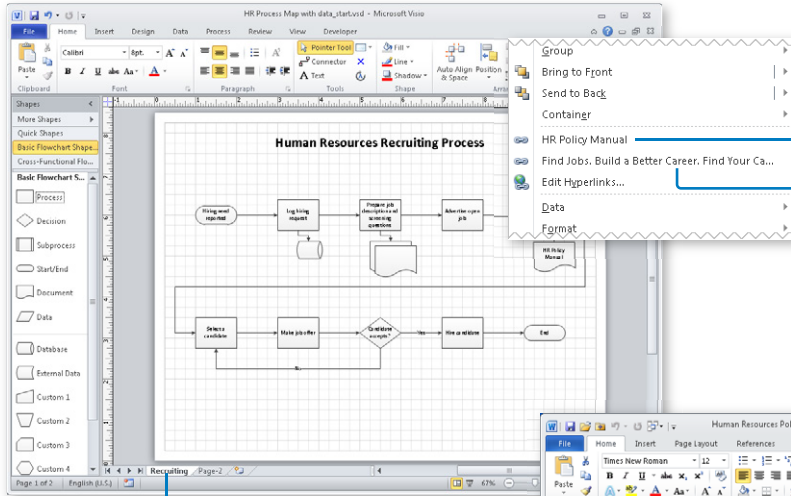 HR Process Map with data_start.vsd - Microsoft Visio
File Home Insert Design Data Process Review View Developer
Paste
Calibri 8pt. A A
B I U abc Aa A
Pointer Tool
Connector X
A Text
Fill
Line
Shadow
Auto Align & Space
Position
Clipboard Font Paragraph Tools Shape
Shapes
More Shapes
Quick Shapes
Basic Flowchart Shape...
Cross-Functional Flo...
Basic Flowchart S...
Process
Decision
Subprocess
Start/End
Document
Data
Database
External Data
Custom 1
Custom 2
Custom 3
Custom 4
Human Resources Recruiting Process
Hiring need reported
Log hiring request
Prepare job description and screening questions
Advertise open job
HR Policy Manual
Select a candidate
Make job offer
Candidate accepts?
Yes
Hire candidate
End
No
Group
Bring to Front
Send to Back
Container
HR Policy Manual
Find Jobs. Build a Better Career. Find Your Ca...
Edit Hyperlinks...
Data
Format
Recruiting Page-2
Page 1 of 2 English (U.S.) 67%
Human Resources Pol
File Home Insert Page Layout References
Times New Roman 12
Paste
B I U abc x₂ x²
A A Aa A A